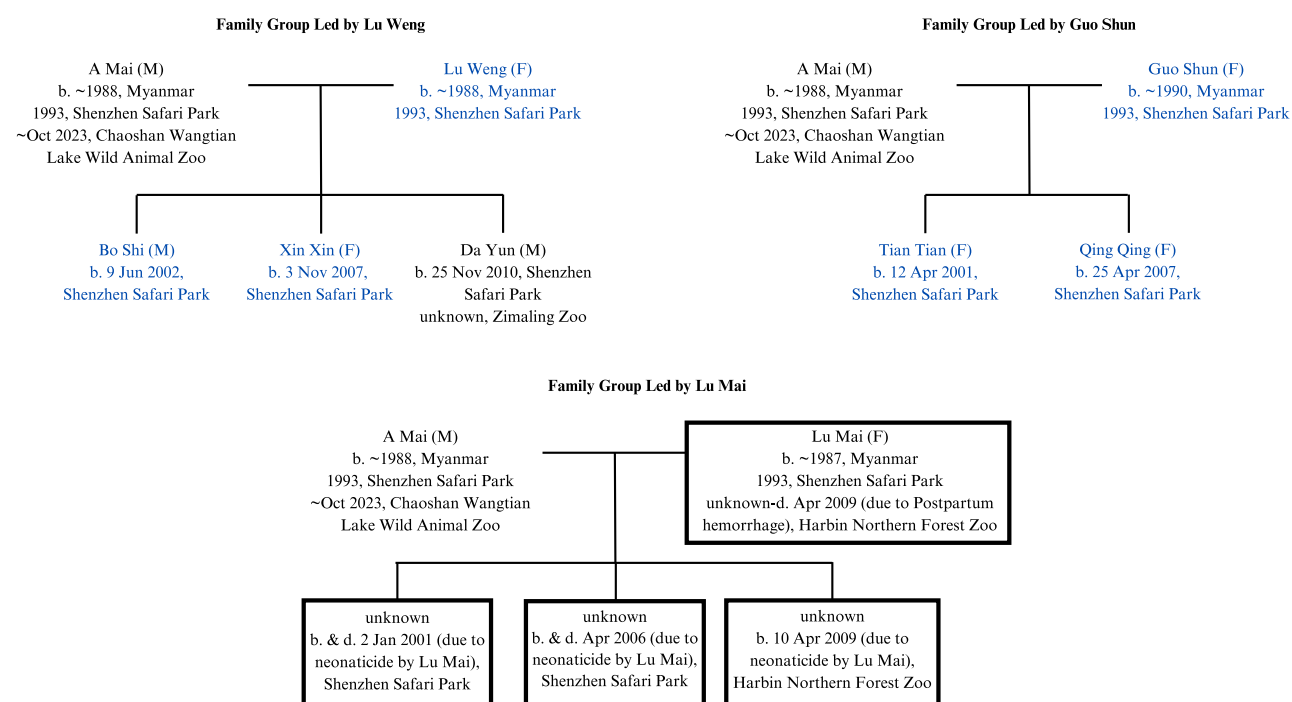 Family Group Led by Lu Weng
A Mai (M)
b. ~1988, Myanmar
1993, Shenzhen Safari Park
~Oct 2023, Chaoshan Wangtian
Lake Wild Animal Zoo
Lu Weng (F)
b. ~1988, Myanmar
1993, Shenzhen Safari Park
Bo Shi (M)
b. 9 Jun 2002,
Shenzhen Safari Park
Xin Xin (F)
b. 3 Nov 2007,
Shenzhen Safari Park
Da Yun (M)
b. 25 Nov 2010, Shenzhen
Safari Park
unknown, Zimaling Zoo
Family Group Led by Guo Shun
A Mai (M)
b. ~1988, Myanmar
1993, Shenzhen Safari Park
~Oct 2023, Chaoshan Wangtian
Lake Wild Animal Zoo
Guo Shun (F)
b. ~1990, Myanmar
1993, Shenzhen Safari Park
Tian Tian (F)
b. 12 Apr 2001,
Shenzhen Safari Park
Qing Qing (F)
b. 25 Apr 2007,
Shenzhen Safari Park
Family Group Led by Lu Mai
A Mai (M)
b. ~1988, Myanmar
1993, Shenzhen Safari Park
~Oct 2023, Chaoshan Wangtian
Lake Wild Animal Zoo
Lu Mai (F)
b. ~1987, Myanmar
1993, Shenzhen Safari Park
unknown-d. Apr 2009 (due to Postpartum
hemorrhage), Harbin Northern Forest Zoo
unknown
b. & d. 2 Jan 2001 (due to
neonaticide by Lu Mai),
Shenzhen Safari Park
unknown
b. & d. Apr 2006 (due to
neonaticide by Lu Mai),
Shenzhen Safari Park
unknown
b. 10 Apr 2009 (due to
neonaticide by Lu Mai),
Harbin Northern Forest Zoo